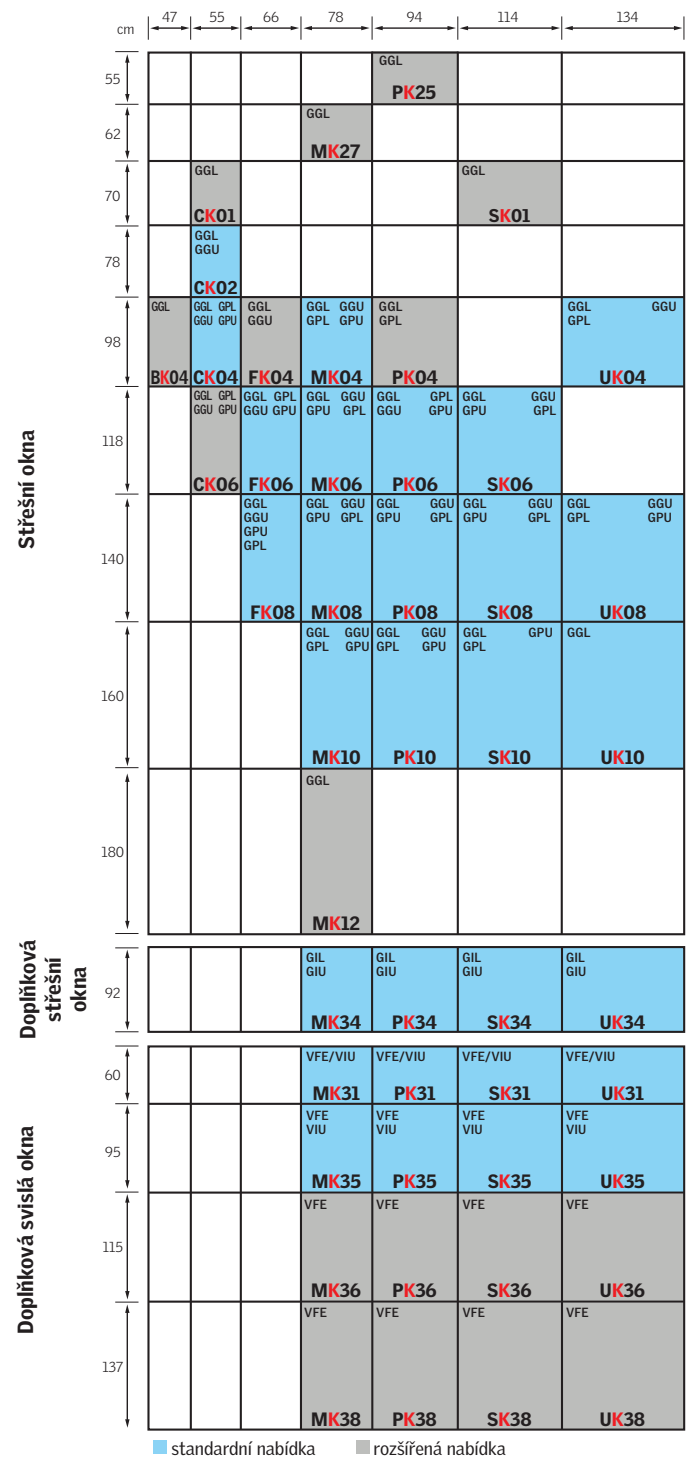 cm 47 55 66 78 94 114 134
Střešní okna
55
GGL
PK25
62
GGL
MK27
70
GGL GGL
CK01 SK01
78
GGL
GGU
CK02
98
GGL GGL GPL GGL GGL GGU GGL GGL GGU
GGU GPU GGU GPL GPU GPL GPL
BK04 CK04 FK04 MK04 PK04 UK04
118
GGL GPL GGL GPL GGL GGU GGL GPL GGL GGU
GGU GPU GGU GPU GPU GPL GGU GPU GPU GPL
CK06 FK06 MK06 PK06 SK06
140
GGL GGL GGU GGL GGU GGL GGU GGL GGU
GGU GPU GPL GPU GPL GPU GPL GPL GPU
GPU
GPL
FK08 MK08 PK08 SK08 UK08
160
GGL GGU GGL GGU GGL GPU GGL
GPL GPU GPL GPU GPL
MK10 PK10 SK10 UK10
180
GGL
MK12
Doplňková
střešní
okna
92
GIL GIL GIL GIL
GIU GIU GIU GIU
MK34 PK34 SK34 UK34
Doplňková svislá okna
60
VFE/VIU VFE/VIU VFE/VIU VFE/VIU
MK31 PK31 SK31 UK31
95
VFE VFE VFE VFE
VIU VIU VIU VIU
MK35 PK35 SK35 UK35
115
VFE VFE VFE VFE
MK36 PK36 SK36 UK36
137
VFE VFE VFE VFE
MK38 PK38 SK38 UK38
standardní nabídka rozšířená nabídka